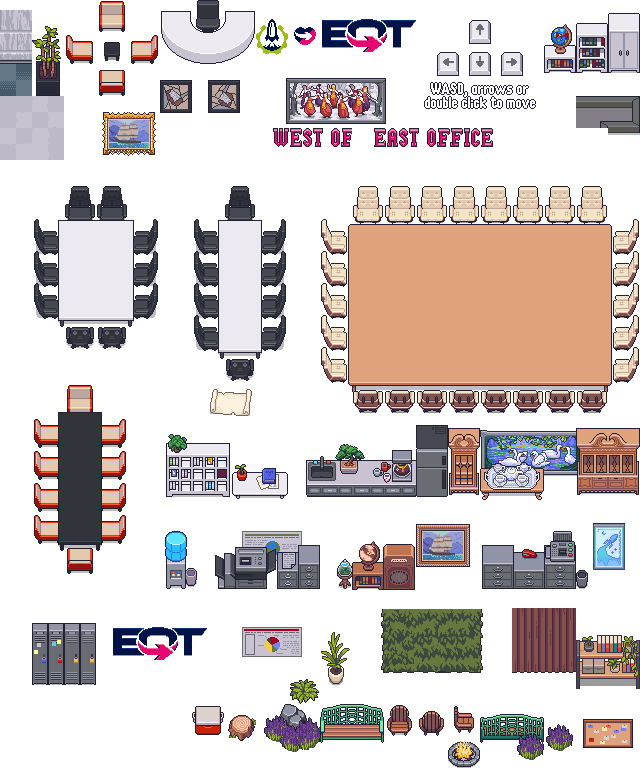 EQT
WASD, arrows or
double click to move
WEST OF EAST OFFICE
EQT